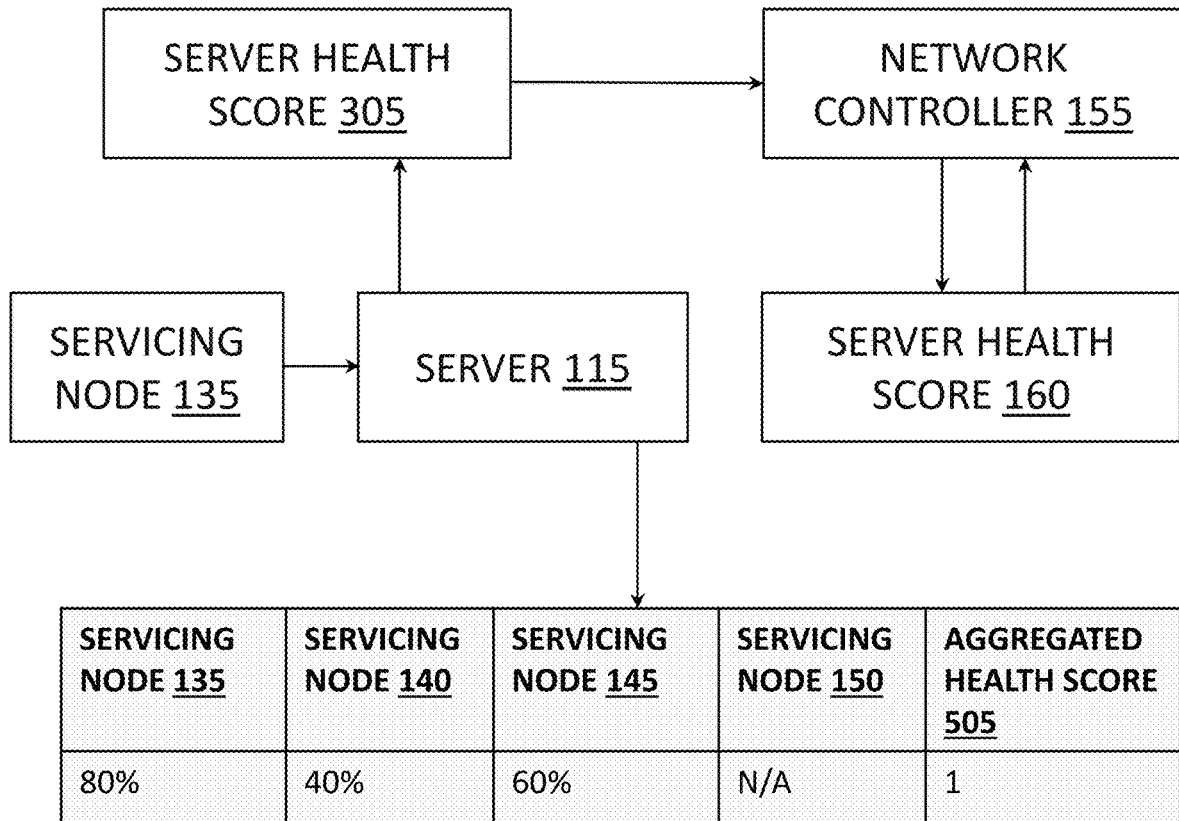 SERVER HEALTH
SCORE 305
NETWORK
CONTROLLER 155
SERVICING
NODE 135
SERVER 115
SERVER HEALTH
SCORE 160
SERVICING
NODE 135
SERVICING
NODE 140
SERVICING
NODE 145
SERVICING
NODE 150
AGGREGATED
HEALTH SCORE
505
80%
40%
60%
N/A
1